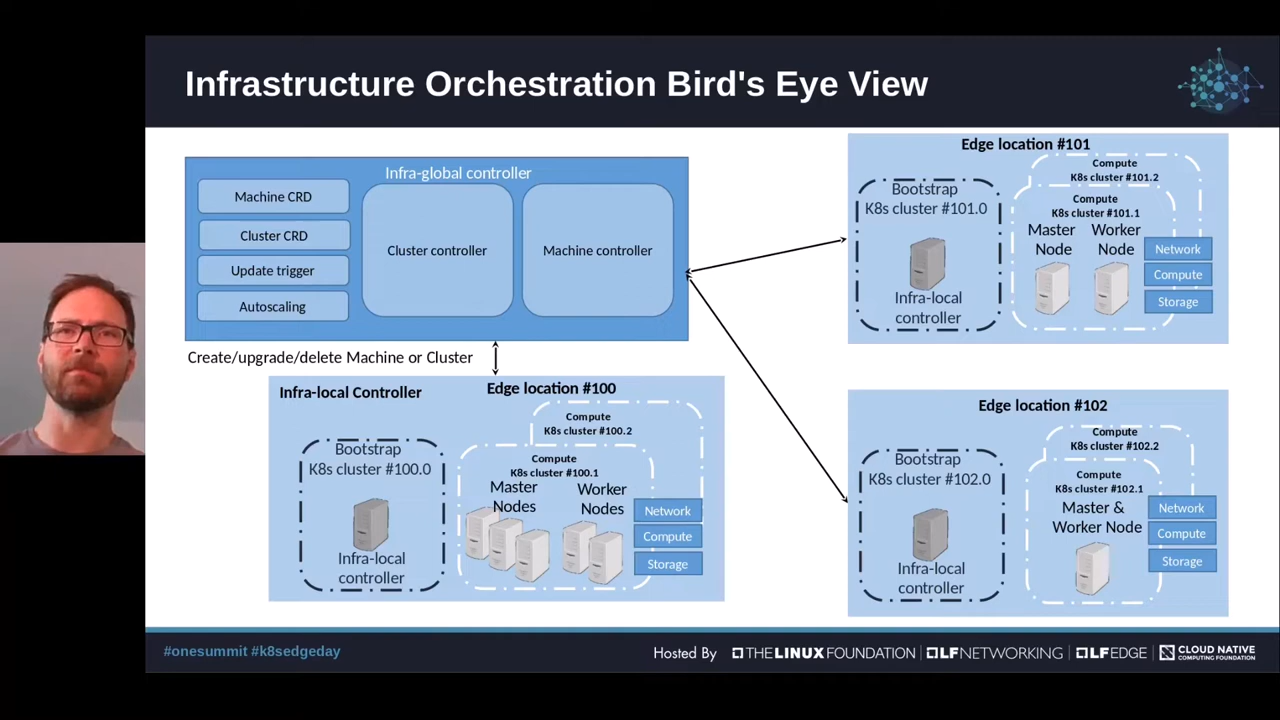 Infrastructure Orchestration Bird's Eye View
Infra-global controller
Machine CRD
Cluster CRD
Update trigger
Autoscaling
Cluster controller
Machine controller
Create/upgrade/delete Machine or Cluster
Infra-local Controller
Edge location #100
Compute
K8s cluster #100.2
Bootstrap
K8s cluster #100.0
Infra-local
controller
Compute
K8s cluster #100.1
Master
Nodes
Worker
Nodes
Network
Compute
Storage
Edge location #101
Compute
K8s cluster #101.2
Bootstrap
K8s cluster #101.0
Infra-local
controller
Compute
K8s cluster #101.1
Master
Node
Worker
Node
Network
Compute
Storage
Edge location #102
Compute
K8s cluster #102.2
Bootstrap
K8s cluster #102.0
Infra-local
controller
Compute
K8s cluster #102.1
Master &
Worker Node
Network
Compute
Storage
#onesummit #k8sedgeday
Hosted By
THE LINUX FOUNDATION
LFNETWORKING
LFEDGE
CLOUD NATIVE
COMPUTING FOUNDATION